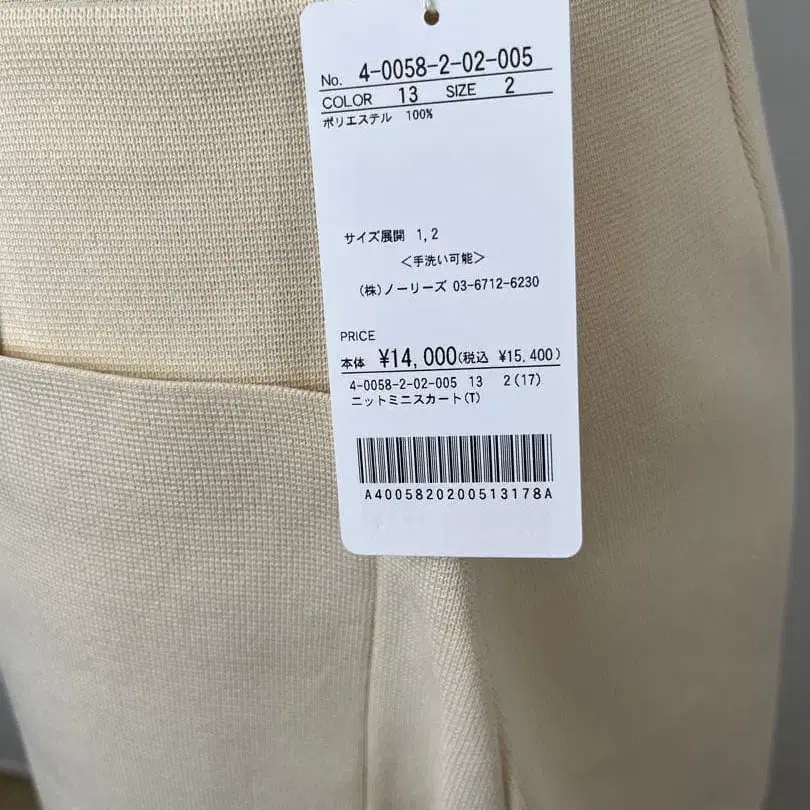 No. 4-0058-2-02-005
COLOR 13 SIZE 2
ポリエステル 100%
サイズ展開 1,2
<手洗い可能>
(株)ノーリーズ 03-6712-6230
PRICE
本体 ¥14,000(税込 ¥15,400)
4-0058-2-02-005 13 2(17)
ニットミニスカート(T)
A4005820200513178A